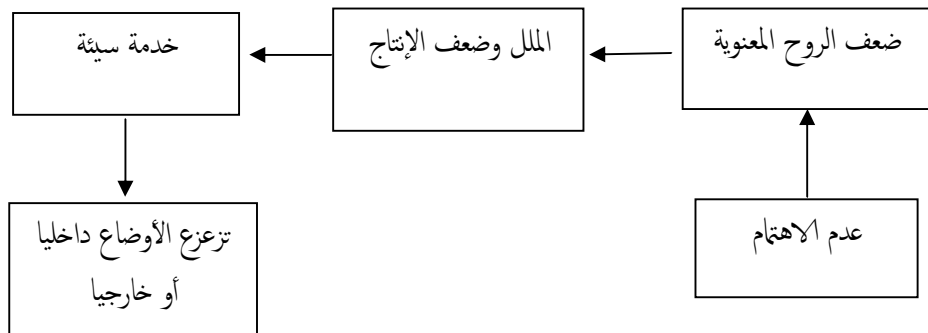 ضعف الروح المعنوية
الملل وضعف الإنتاج
خدمة سيئة
عدم الاهتمام
تزعزع الأوضاع داخليا
أو خارجيا